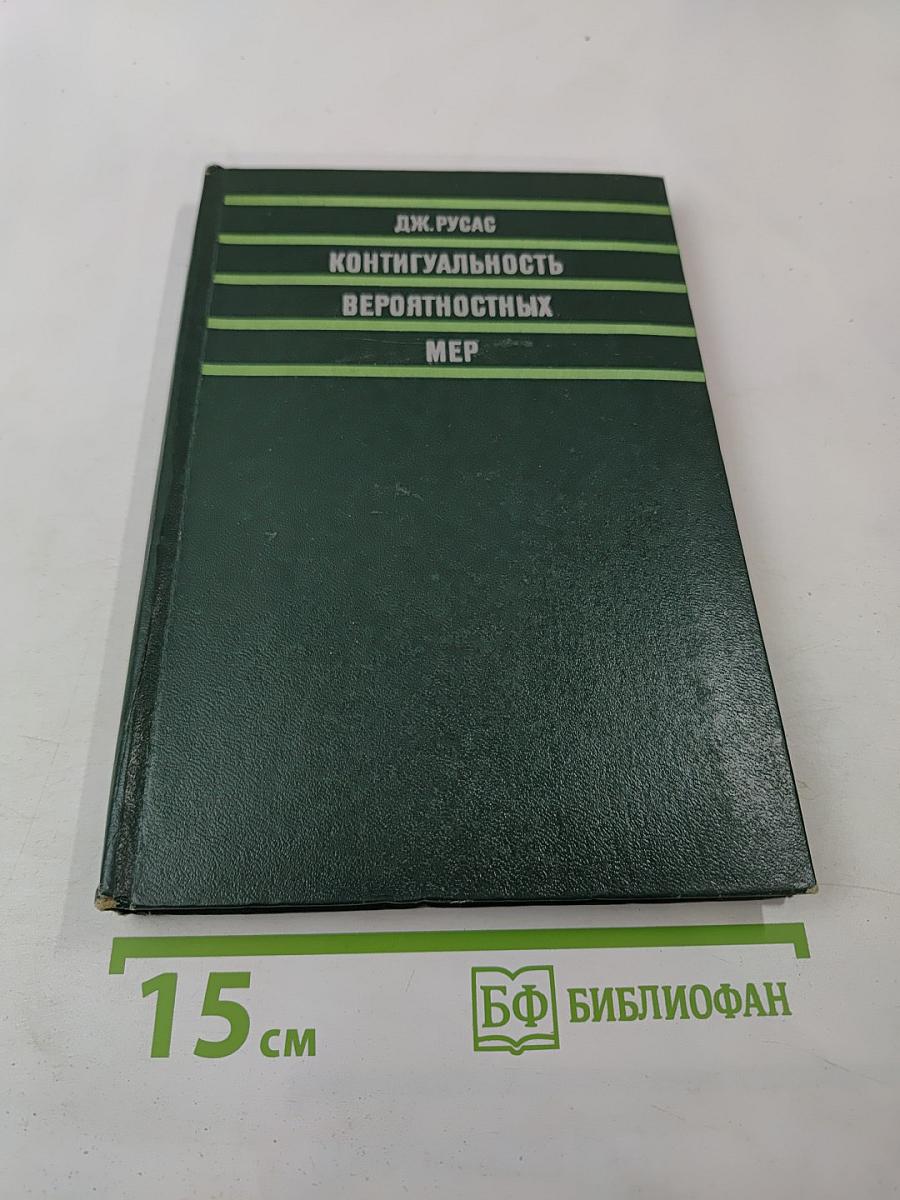 ДЖ. РУСАС
КОНТИГУАЛЬНОСТЬ
ВЕРОЯТНОСТНЫХ
МЕР
15 см
БФ БИБЛИОФАН